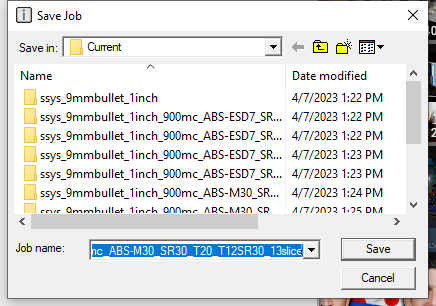 Save Job
Save in: Current
Name Date modified
ssys_9mmbullet_1inch 4/7/2023 1:22 PM
ssys_9mmbullet_1inch_900mc_ABS-ESD7_SR... 4/7/2023 1:22 PM
ssys_9mmbullet_1inch_900mc_ABS-ESD7_SR... 4/7/2023 1:22 PM
ssys_9mmbullet_1inch_900mc_ABS-ESD7_SR... 4/7/2023 1:23 PM
ssys_9mmbullet_1inch_900mc_ABS-ESD7_SR... 4/7/2023 1:23 PM
ssys_9mmbullet_1inch_900mc_ABS-M30_SR... 4/7/2023 1:24 PM
ssys_9mmbullet_1inch_900mc_ABS-M30_SR... 4/7/2023 1:25 PM
Job name: mc_ABS-M30_SR30_T20_T12SR30_13slice Save
Cancel